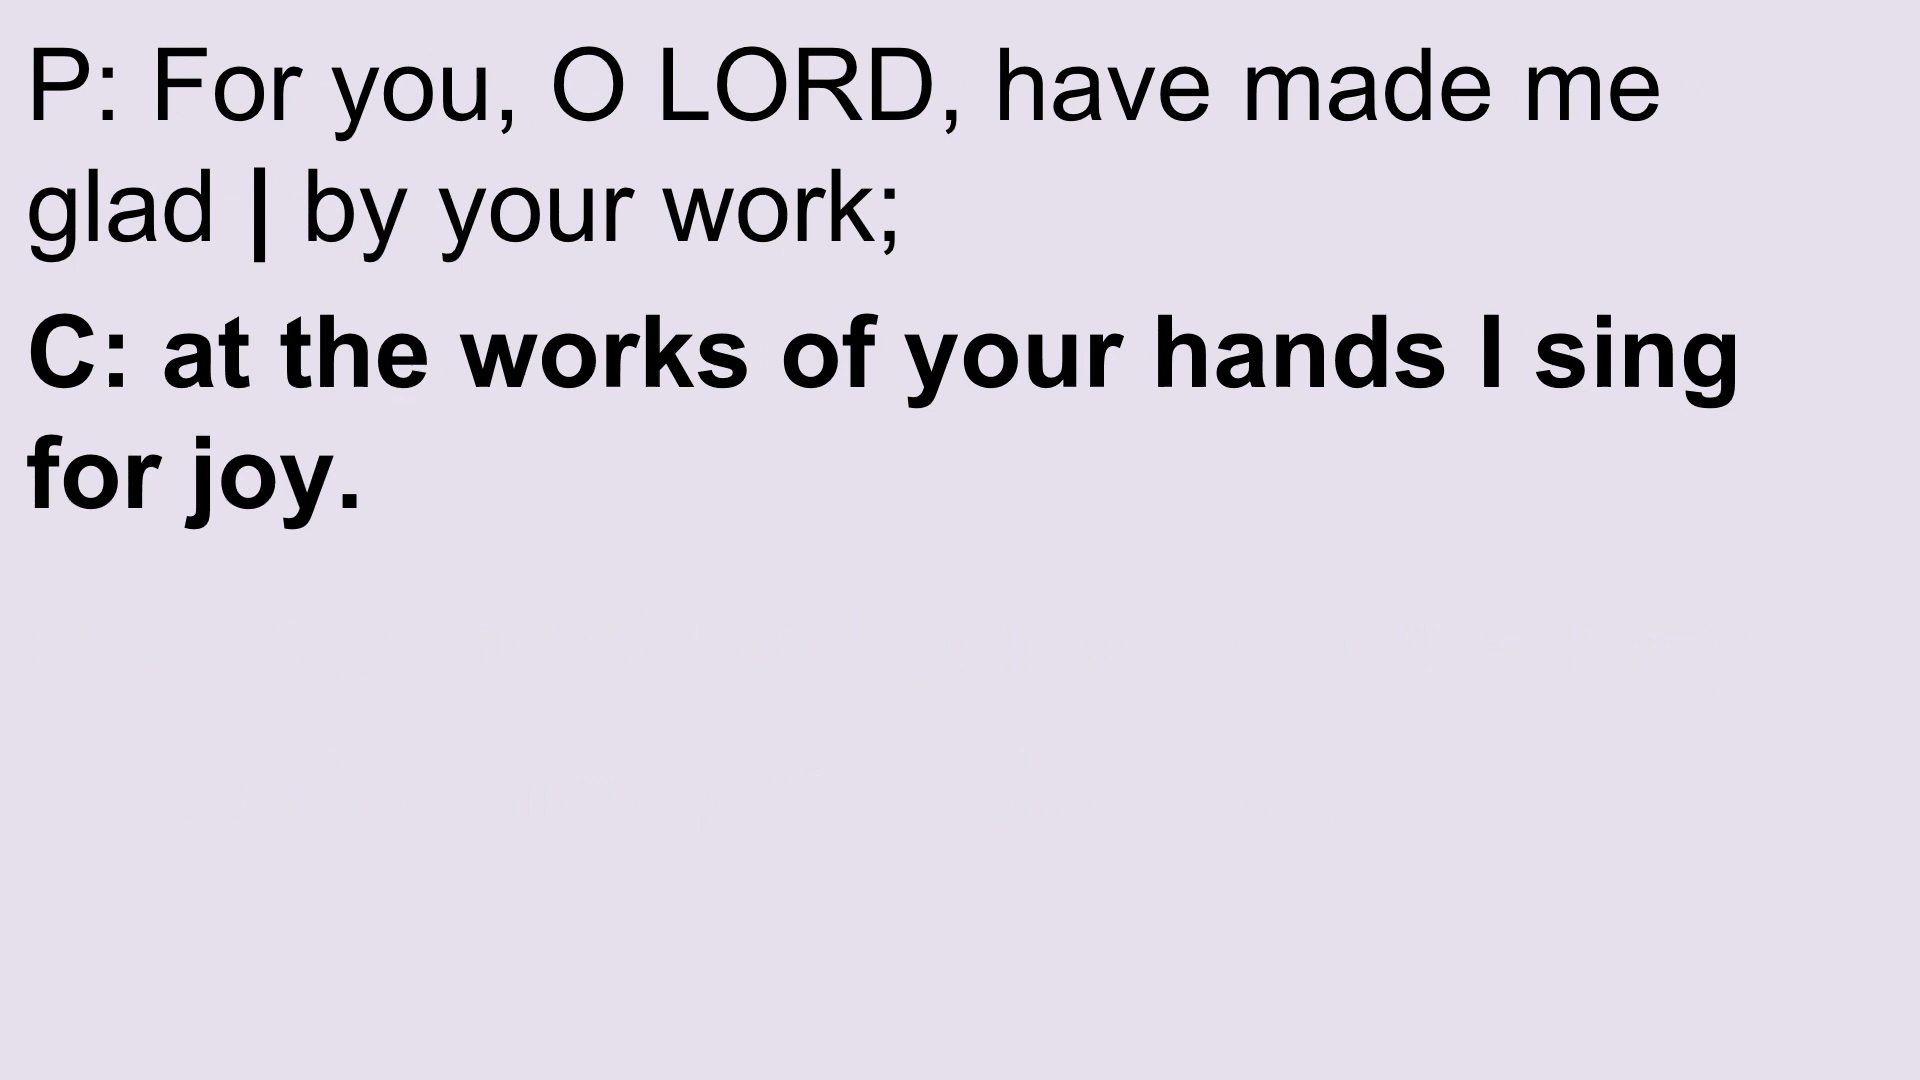 P: For you, O LORD, have made me
glad | by your work;
C: at the works of your hands I sing
for joy.